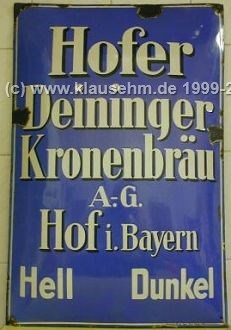 Hofer
(c) www.klausehm.de 1999-2
Deininger
Kronenbräu
A.-G.
Hof i. Bayern
Hell Dunkel